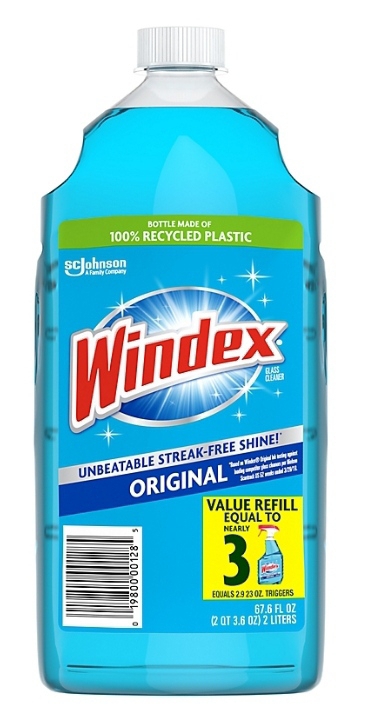 BOTTLE MADE OF
100% RECYCLED PLASTIC
scjohnson
A Family Company
Windex®
GLASS
CLEANER
UNBEATABLE STREAK-FREE SHINE!*
ORIGINAL
VALUE REFILL
EQUAL TO
NEARLY
3
Windex
EQUALS 2.9 23 OZ. TRIGGERS
67.6 FL OZ
(2 QT 3.6 OZ) 2 LITERS
0 19800 00128 5